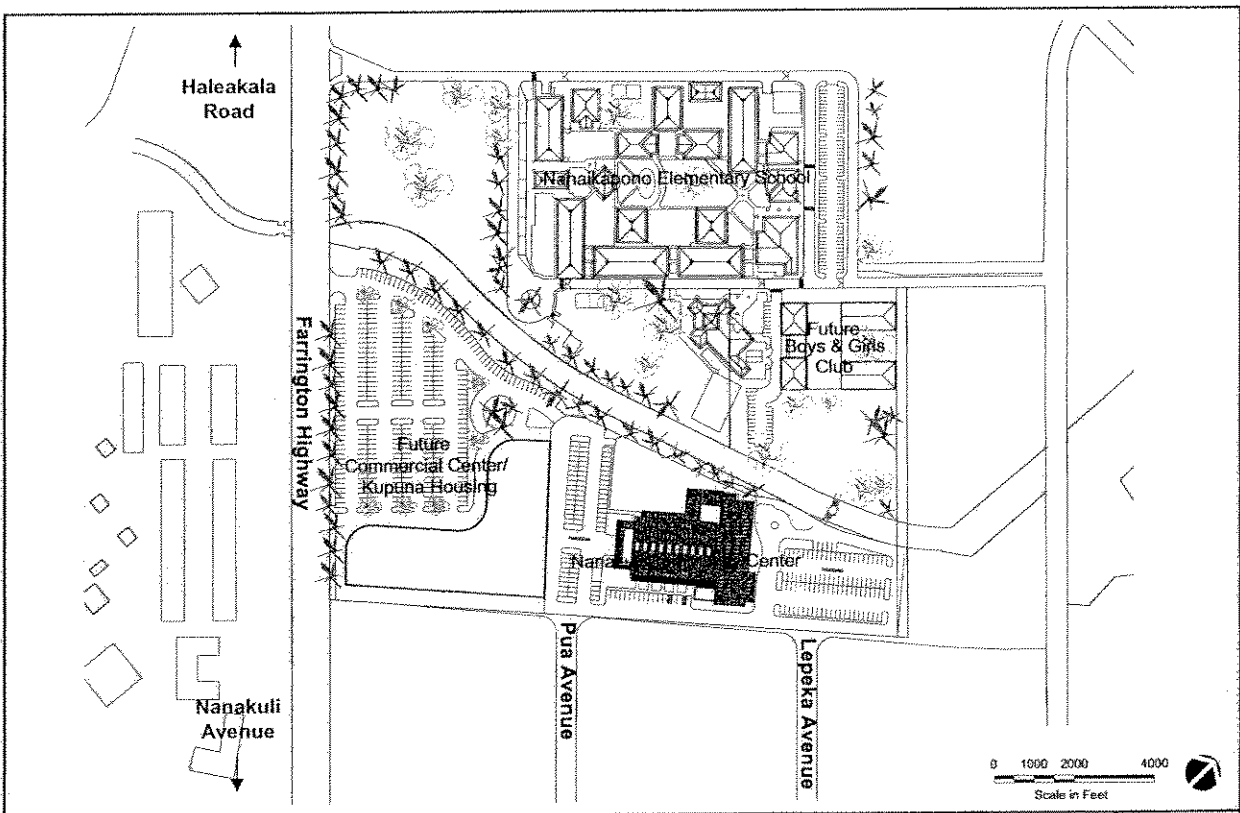 Haleakala
Road
Nanaikapono Elementary School
Farrington Highway
Future
Boys & Girls
Club
Future
Commercial Center/
Kupuna Housing
Center
Pua Avenue
Lepeka Avenue
Nanakuli
Avenue
0 1000 2000 4000
Scale in Feet